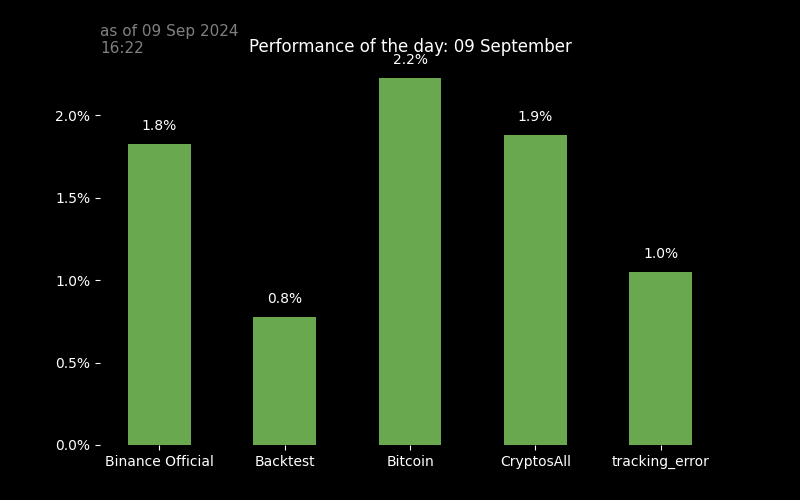 as of 09 Sep 2024
16:22
Performance of the day: 09 September
2.2%
2.0%
1.9%
1.8%
1.5%
1.0%
1.0%
0.8%
0.5%
0.0%
Binance Official
Backtest
Bitcoin
CryptosAll
tracking_error